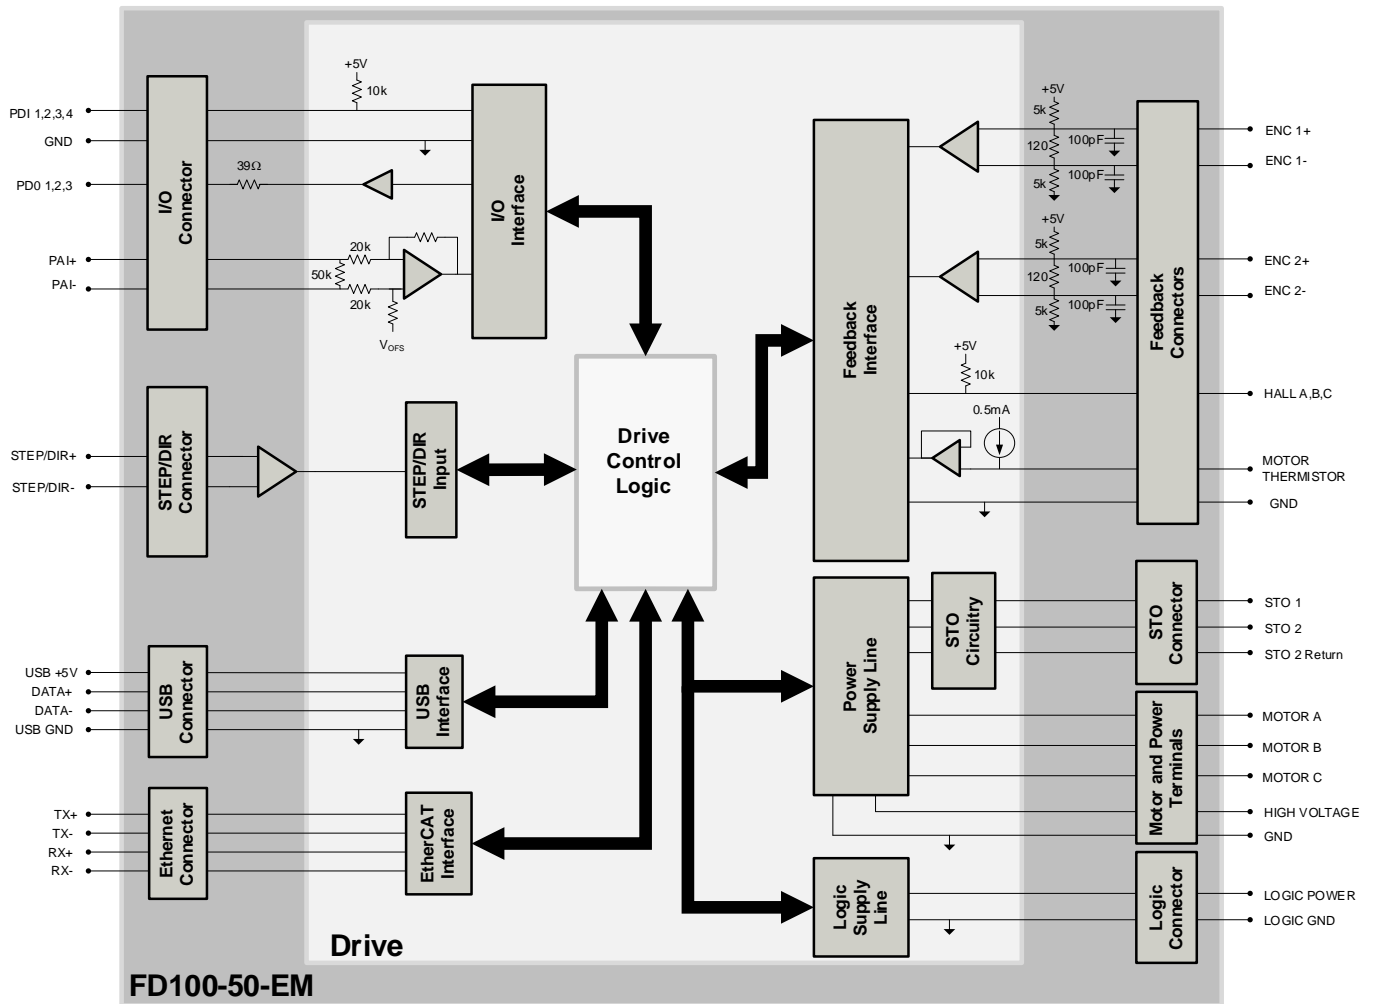 +5V
10k
PDI 1,2,3,4
GND
39Ω
PD0 1,2,3
I/O
Connector
I/O
Interface
20k
PAI+
50k
PAI-
20k
VOFS
STEP/DIR+
STEP/DIR-
STEP/DIR
Connector
STEP/DIR
Input
Drive
Control
Logic
USB +5V
DATA+
DATA-
USB GND
USB
Connector
USB
Interface
TX+
TX-
RX+
RX-
Ethernet
Connector
EtherCAT
Interface
Feedback
Interface
+5V
5k
100pF
120
100pF
5k
ENC 1+
ENC 1-
+5V
5k
100pF
120
100pF
5k
ENC 2+
ENC 2-
Feedback
Connectors
+5V
10k
HALL A,B,C
0.5mA
MOTOR
THERMISTOR
GND
Power
Supply Line
STO
Circuitry
STO
Connector
STO 1
STO 2
STO 2 Return
Motor and Power
Terminals
MOTOR A
MOTOR B
MOTOR C
HIGH VOLTAGE
GND
Logic
Supply
Line
Logic
Connector
LOGIC POWER
LOGIC GND
Drive
FD100-50-EM